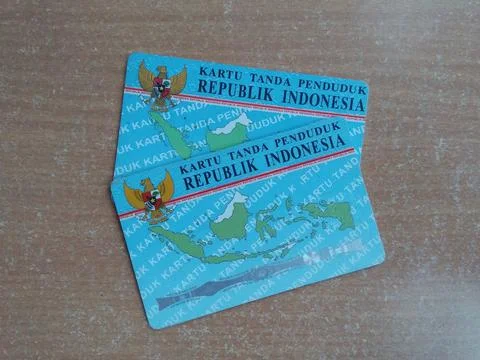 KARTU TANDA PENDUDUK
REPUBLIK INDONESIA
KARTU TANDA PENDUDUK
REPUBLIK INDONESIA